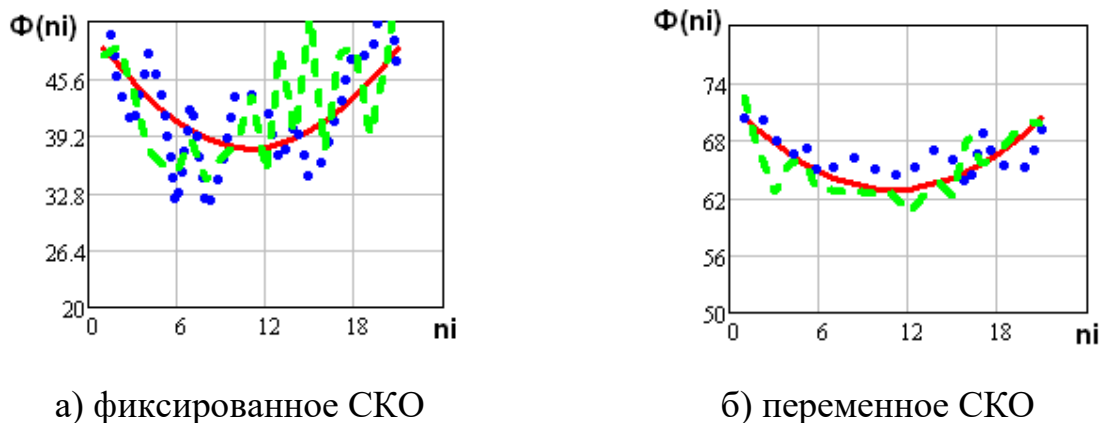 Ф(ni)
45.6
39.2
32.8
26.4
20
0 6 12 18 ni
а) фиксированное СКО
Ф(ni)
74
68
62
56
50
0 6 12 18 ni
б) переменное СКО